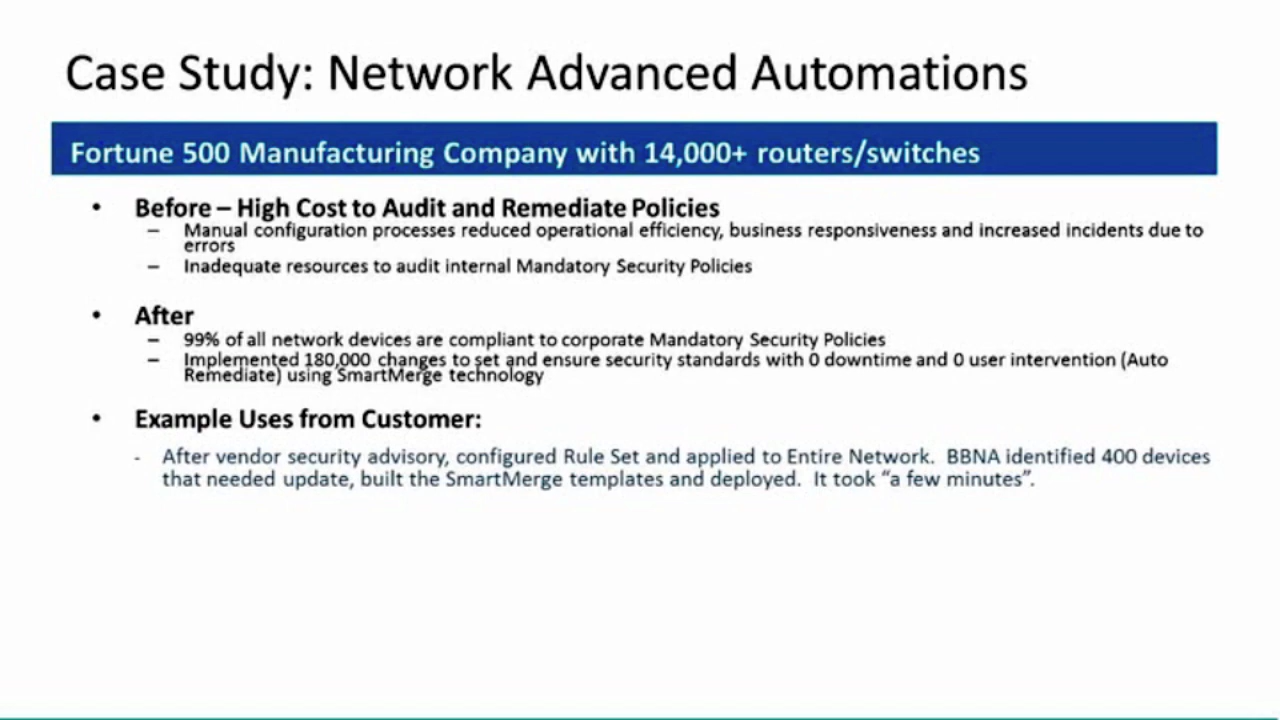 Case Study: Network Advanced Automations
Fortune 500 Manufacturing Company with 14,000+ routers/switches
• Before – High Cost to Audit and Remediate Policies
– Manual configuration processes reduced operational efficiency, business responsiveness and increased incidents due to
errors
– Inadequate resources to audit internal Mandatory Security Policies
• After
– 99% of all network devices are compliant to corporate Mandatory Security Policies
– Implemented 180,000 changes to set and ensure security standards with 0 downtime and 0 user intervention (Auto
Remediate) using SmartMerge technology
• Example Uses from Customer:
- After vendor security advisory, configured Rule Set and applied to Entire Network. BBNA identified 400 devices
that needed update, built the SmartMerge templates and deployed. It took “a few minutes”.